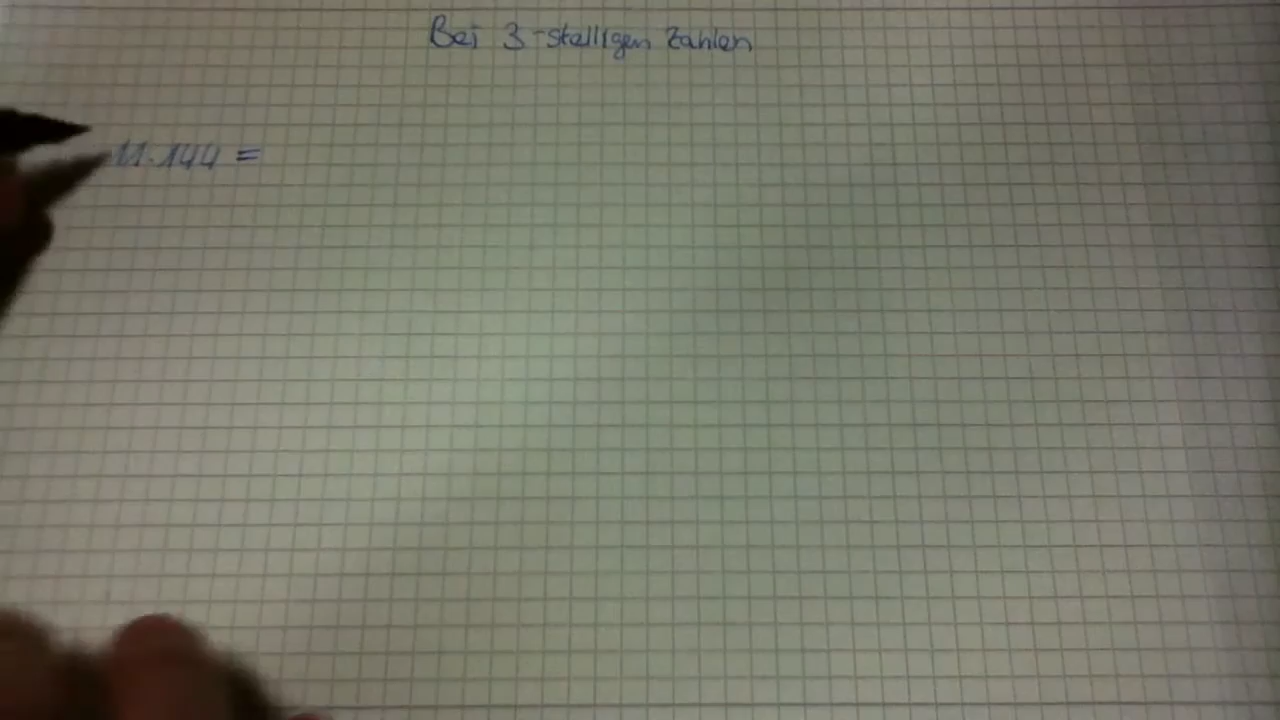 Bei 3-stelligen Zahlen
11·144 =